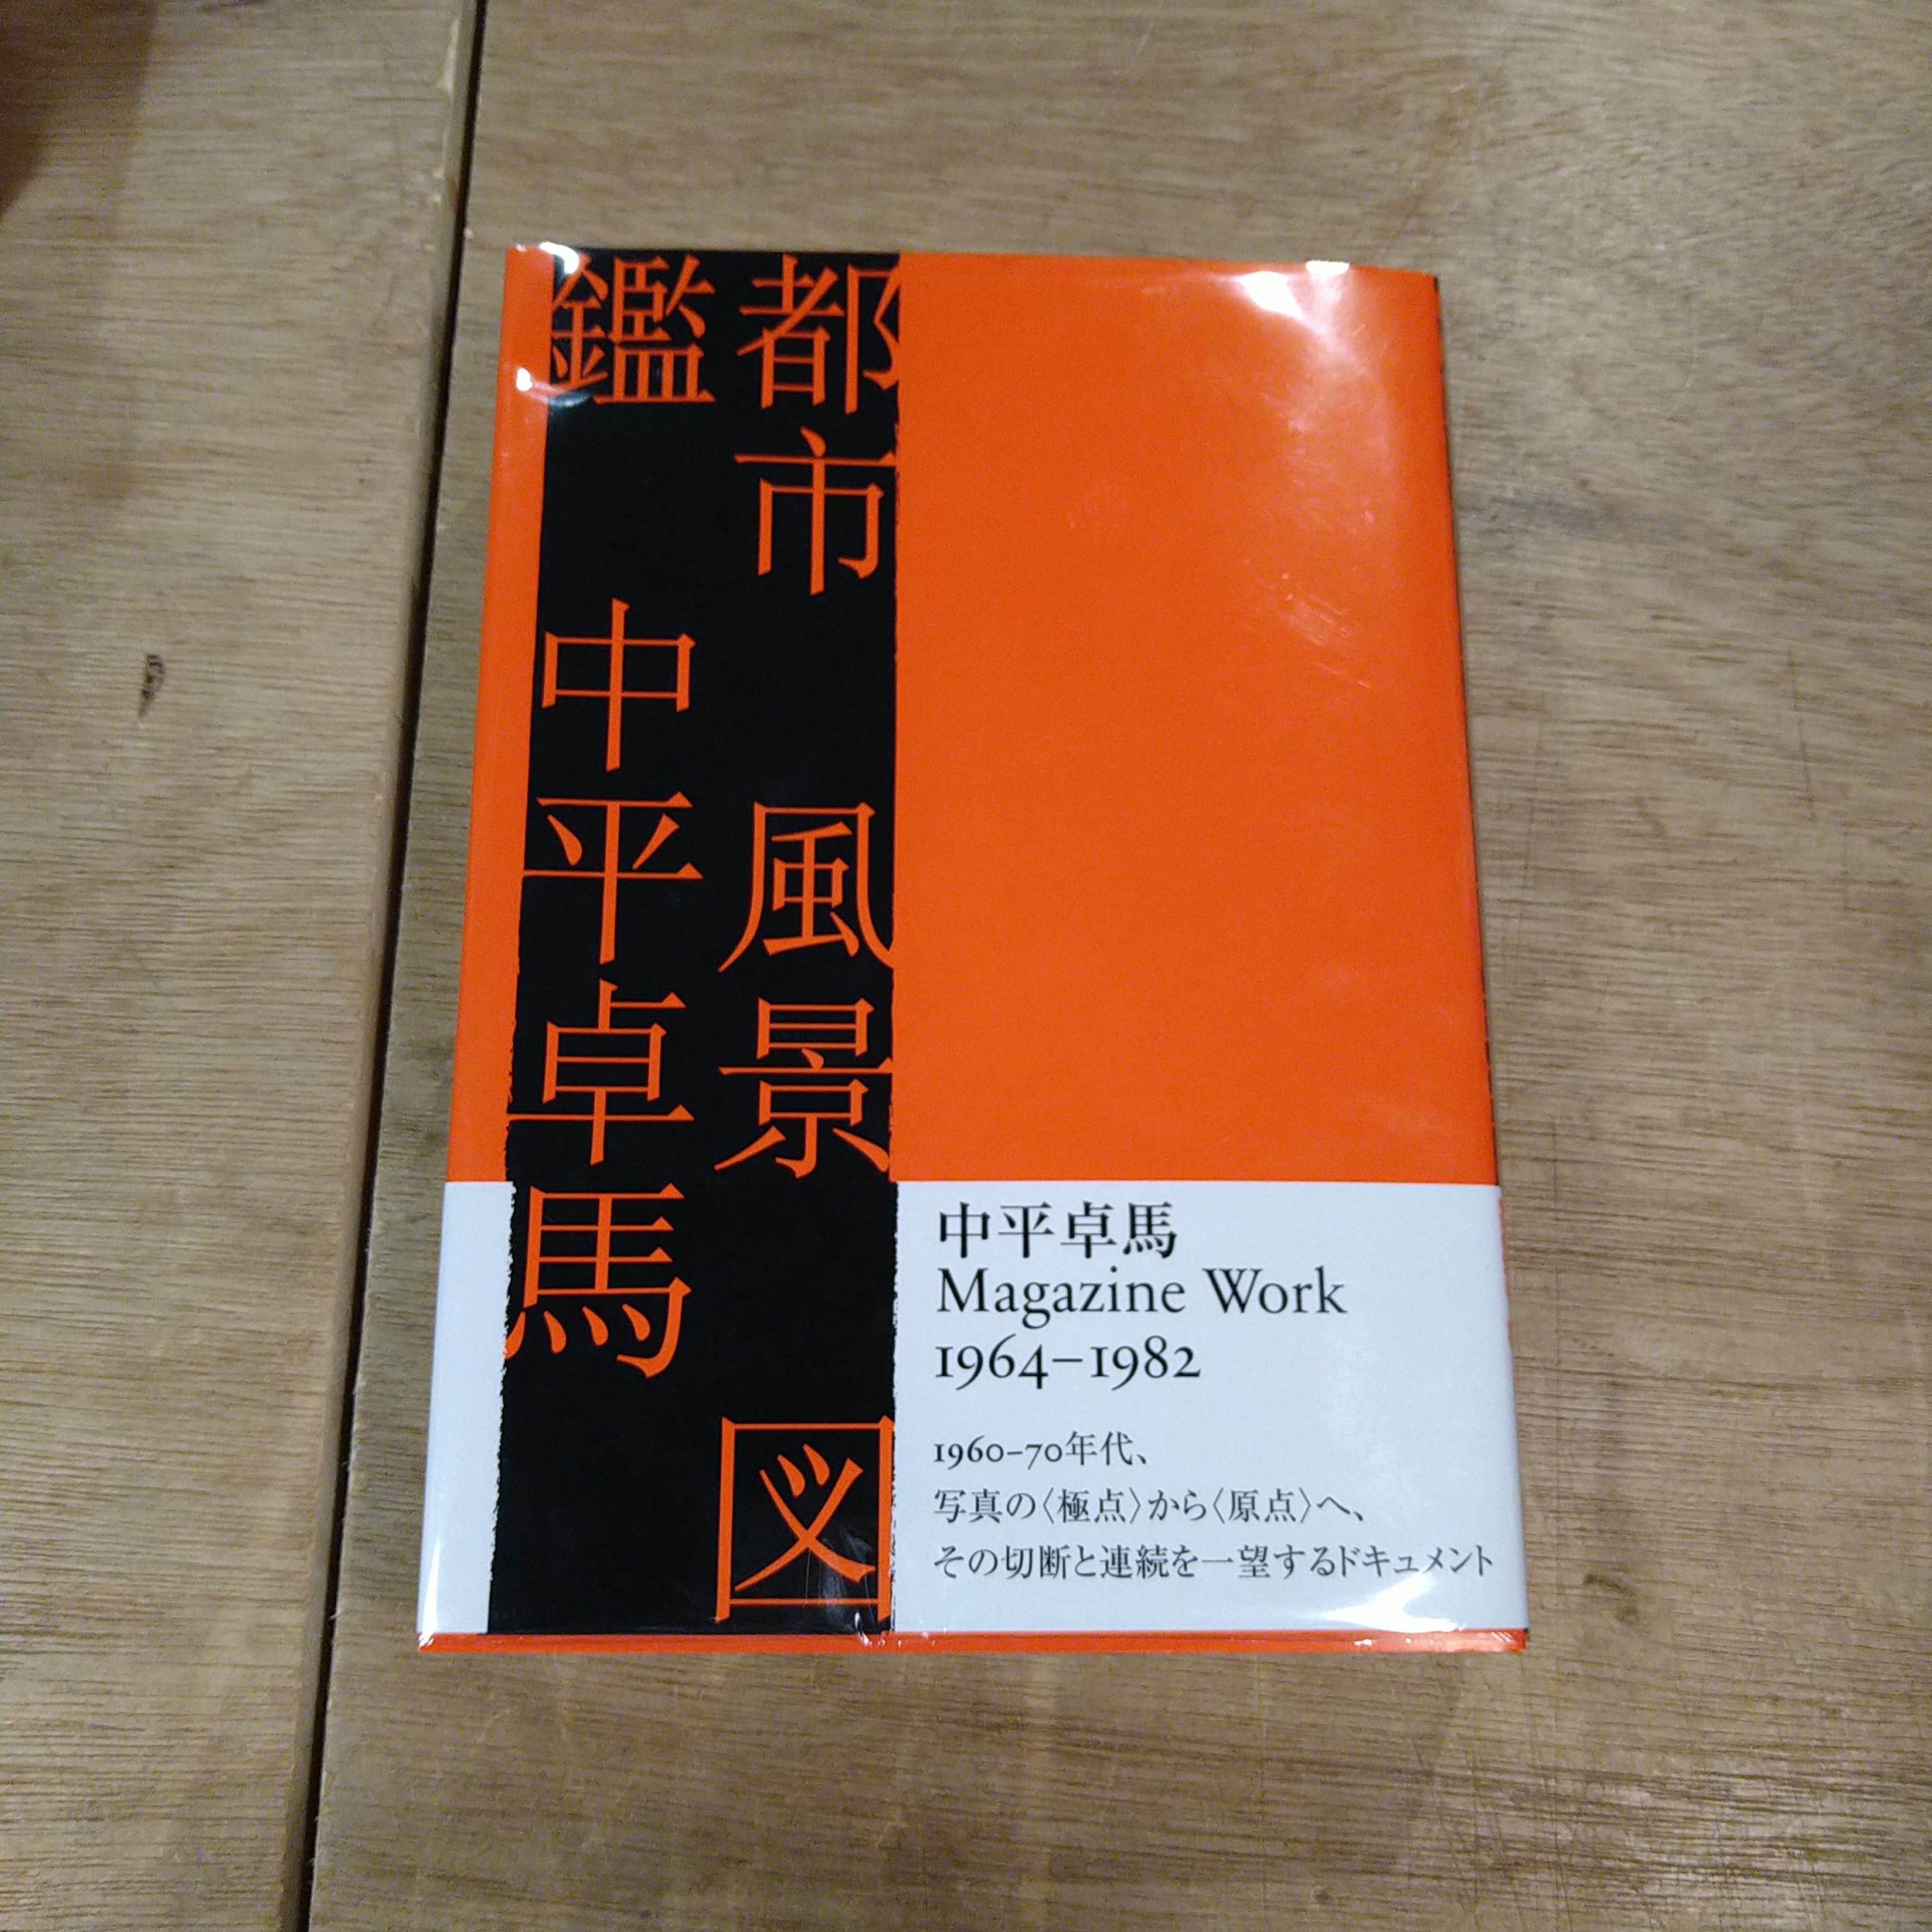 都市 風景 図
鑑 中平卓馬
中平卓馬
Magazine Work
1964–1982
1960–70年代、
写真の〈極点〉から〈原点〉へ、
その切断と連続を一望するドキュメント